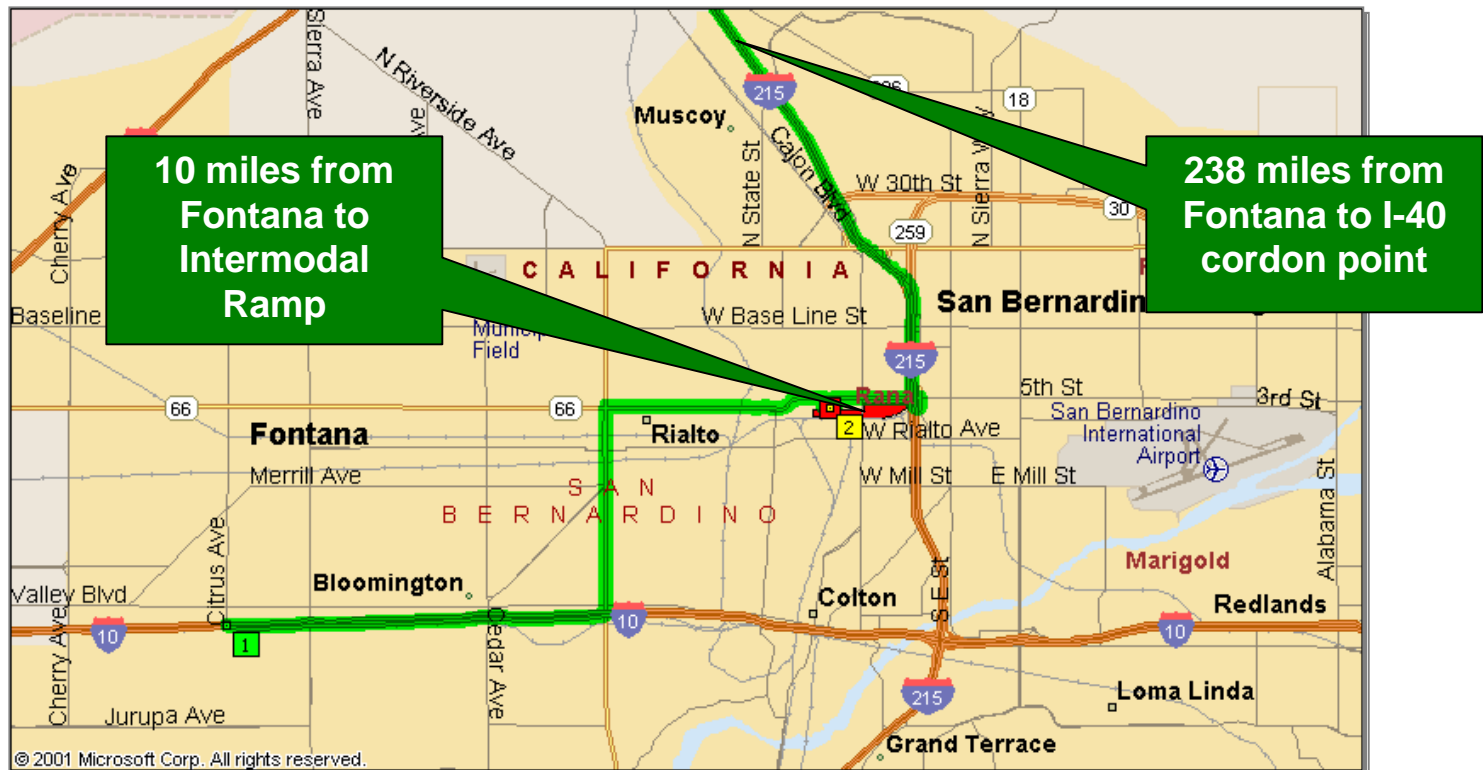 Sierra Ave
N Riverside Ave
Ave
215
Muscoy
18
10 miles from
Fontana to
Intermodal
Ramp
238 miles from
Fontana to I-40
cordon point
Cherry Ave
N State St
Cajon Blvd
W 30th St
N Sierra W
30
259
CALIFORNIA
San Bernardin
Baseline
W Base Line St
Field
215
66
66
Rana
5th St
3rd St
Fontana
Rialto
2
W Rialto Ave
San Bernardino
International
Airport
Merrill Ave
W Mill St
E Mill St
SAN
BERNARDINO
Citrus Ave
Alabama St
Marigold
Valley Blvd
Bloomington
Colton
S E St
Redlands
Cherry Ave
10
1
Cedar Ave
10
10
Jurupa Ave
215
Loma Linda
Grand Terrace
© 2001 Microsoft Corp. All rights reserved.